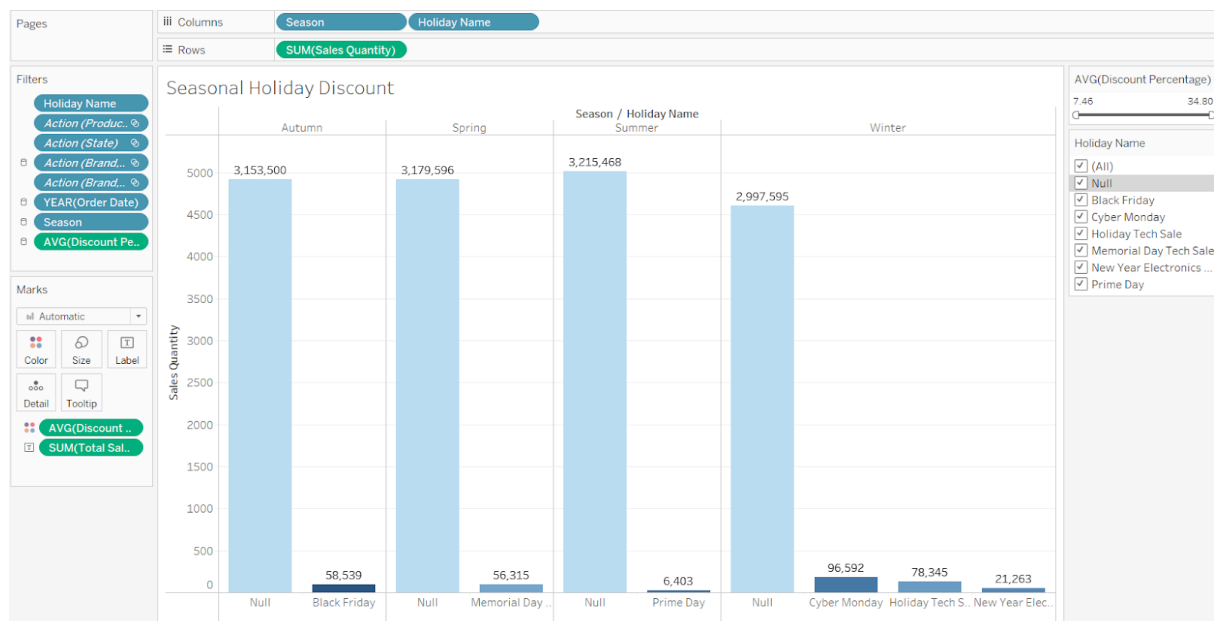 Pages
iii Columns Season Holiday Name
Rows SUM(Sales Quantity)
Filters
Holiday Name
Action (Produc..
Action (State)
Action (Brand,..
Action (Brand,..
YEAR(Order Date)
Season
AVG(Discount Pe..
Marks
Automatic
Color Size Label
Detail Tooltip
AVG(Discount ..
SUM(Total Sal..
Seasonal Holiday Discount
Season / Holiday Name
Autumn Spring Summer Winter
Sales Quantity
5000
4500
4000
3500
3000
2500
2000
1500
1000
500
0
3,153,500 58,539 3,179,596 56,315 3,215,468 6,403 2,997,595 96,592 78,345 21,263
Null Black Friday Null Memorial Day .. Null Prime Day Null Cyber Monday Holiday Tech S.. New Year Elec..
AVG(Discount Percentage)
7.46 34.80
Holiday Name
(All)
Null
Black Friday
Cyber Monday
Holiday Tech Sale
Memorial Day Tech Sale
New Year Electronics ...
Prime Day